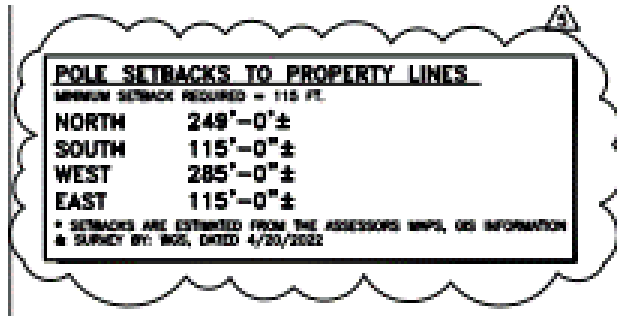 POLE SETBACKS TO PROPERTY LINES
MINIMUM SETBACK REQUIRED = 115 FT.
NORTH 249'-0"±
SOUTH 115'-0"±
WEST 285'-0"±
EAST 115'-0"±
* SETBACKS ARE ESTIMATED FROM THE ASSESSORS MAPS, GIS INFORMATION
& SURVEY BY: DATED 4/20/2022